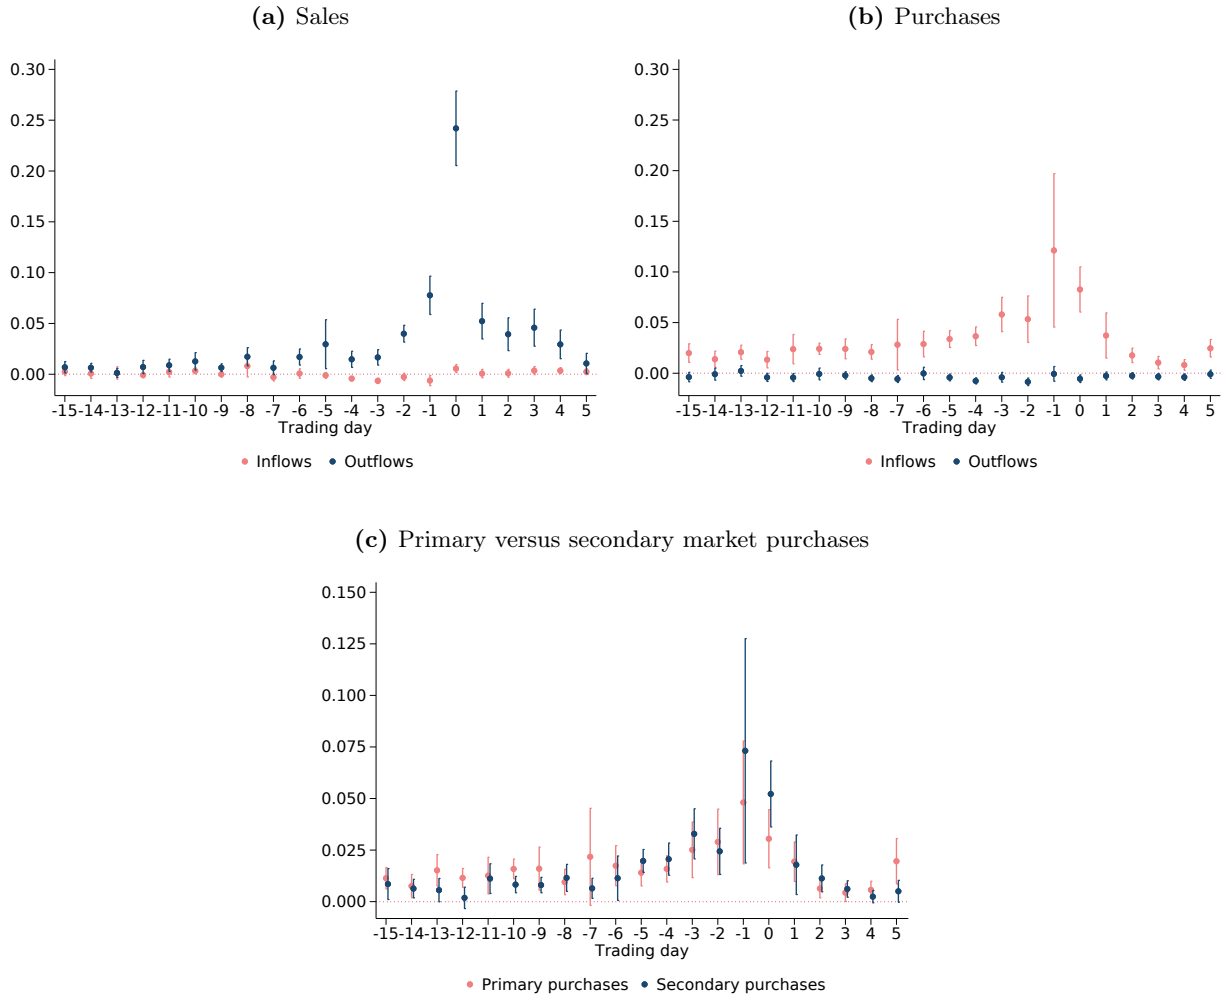 (a) Sales
0.30
0.25
0.20
0.15
0.10
0.05
0.00
-15 -14 -13 -12 -11 -10 -9 -8 -7 -6 -5 -4 -3 -2 -1 0 1 2 3 4 5
Trading day
Inflows Outflows
(b) Purchases
0.30
0.25
0.20
0.15
0.10
0.05
0.00
-15 -14 -13 -12 -11 -10 -9 -8 -7 -6 -5 -4 -3 -2 -1 0 1 2 3 4 5
Trading day
Inflows Outflows
(c) Primary versus secondary market purchases
0.150
0.125
0.100
0.075
0.050
0.025
0.000
-15 -14 -13 -12 -11 -10 -9 -8 -7 -6 -5 -4 -3 -2 -1 0 1 2 3 4 5
Trading day
Primary purchases Secondary purchases